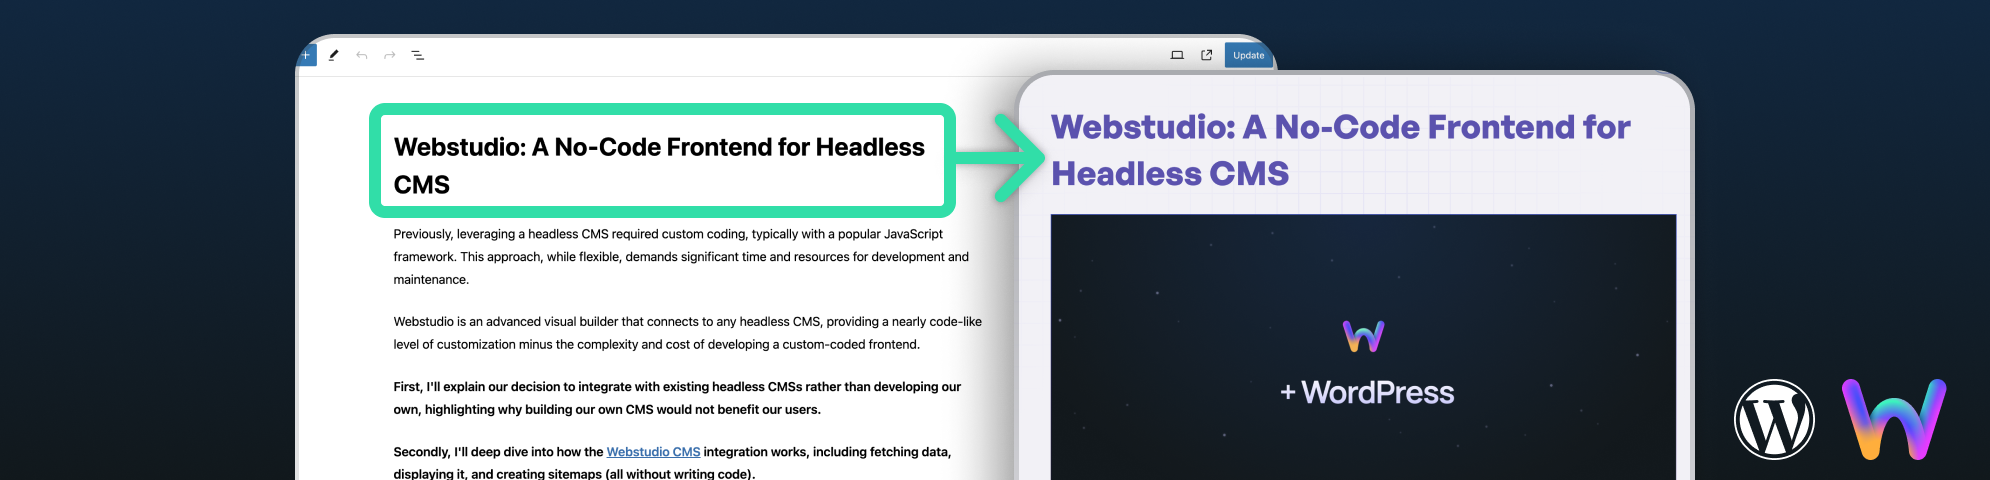 Update
Webstudio: A No-Code Frontend for Headless
CMS
Previously, leveraging a headless CMS required custom coding, typically with a popular JavaScript
framework. This approach, while flexible, demands significant time and resources for development and
maintenance.
Webstudio is an advanced visual builder that connects to any headless CMS, providing a nearly code-like
level of customization minus the complexity and cost of developing a custom-coded frontend.
First, I'll explain our decision to integrate with existing headless CMSs rather than developing our
own, highlighting why building our own CMS would not benefit our users.
Secondly, I'll deep dive into how the Webstudio CMS integration works, including fetching data,
displaying it, and creating sitemaps (all without writing code).
Webstudio: A No-Code Frontend for
Headless CMS
+ WordPress